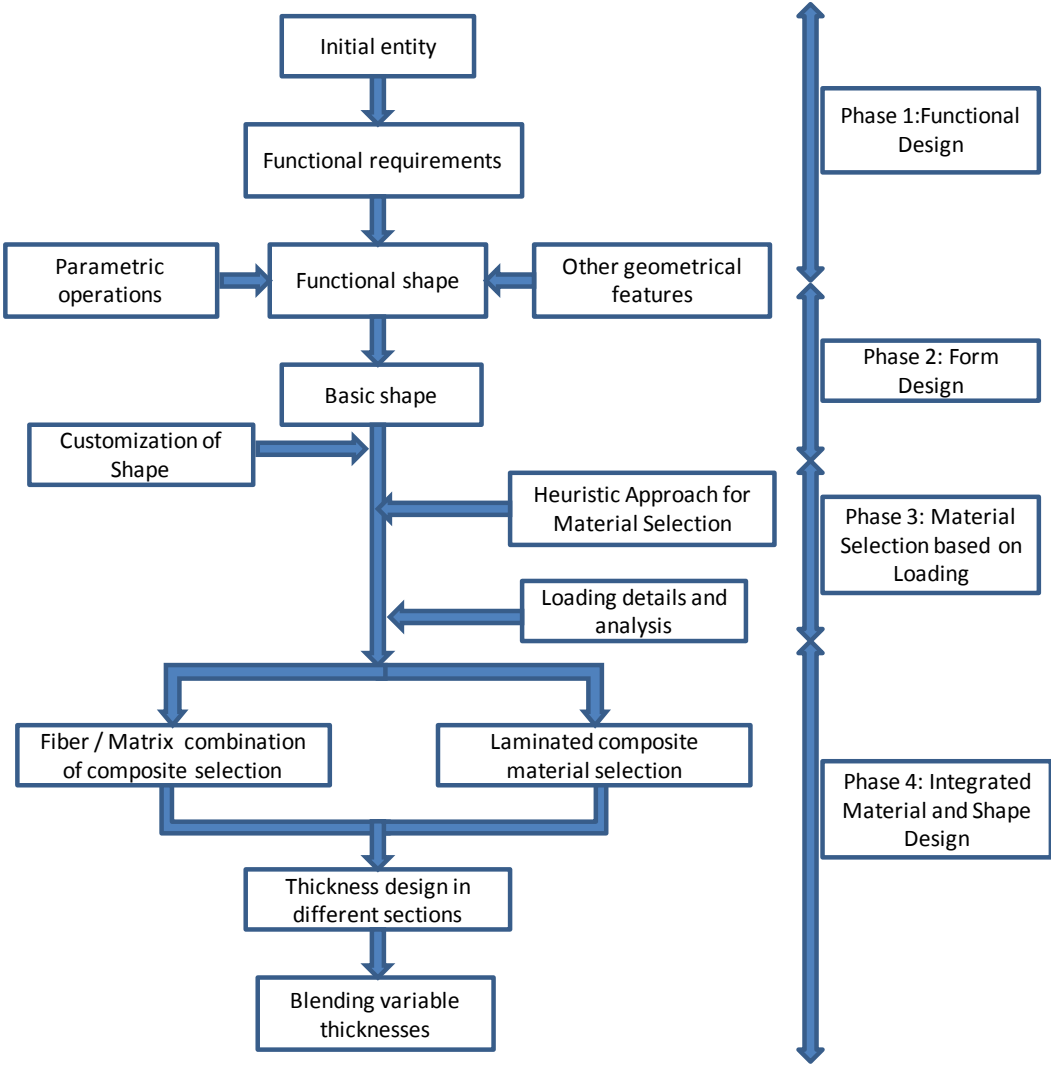 Initial entity
Functional requirements
Parametric
operations
Functional shape
Other geometrical
features
Basic shape
Customization of
Shape
Heuristic Approach for
Material Selection
Loading details and
analysis
Fiber / Matrix  combination
of composite selection
Laminated composite
material selection
Thickness design in
different sections
Blending variable
thicknesses
Phase 1:Functional
Design
Phase 2: Form
Design
Phase 3: Material
Selection based on
Loading
Phase 4: Integrated
Material and Shape
Design